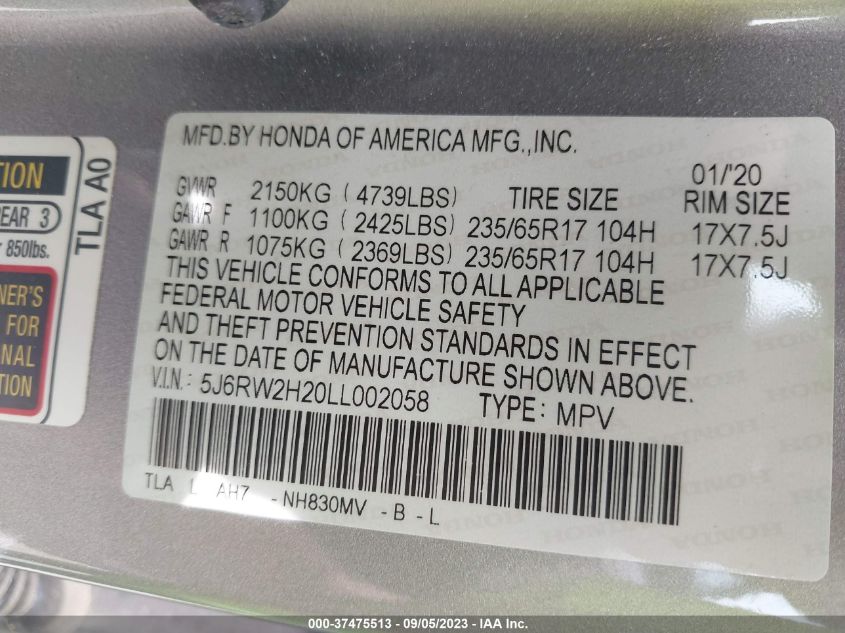 TION
REAR 3
r 850lbs.
NER'S
FOR
NAL
TION
TLA A0
MFD.BY HONDA OF AMERICA MFG.,INC.
01/'20
GVWR 2150KG ( 4739LBS) TIRE SIZE RIM SIZE
GAWR F 1100KG ( 2425LBS) 235/65R17 104H 17X7.5J
GAWR R 1075KG ( 2369LBS) 235/65R17 104H 17X7.5J
THIS VEHICLE CONFORMS TO ALL APPLICABLE
FEDERAL MOTOR VEHICLE SAFETY
AND THEFT PREVENTION STANDARDS IN EFFECT
ON THE DATE OF MANUFACTURE SHOWN ABOVE.
V.I.N.: 5J6RW2H20LL002058 TYPE: MPV
TLA L AH7 - NH830MV - B - L
000-37475513 - 09/05/2023 - IAA Inc.